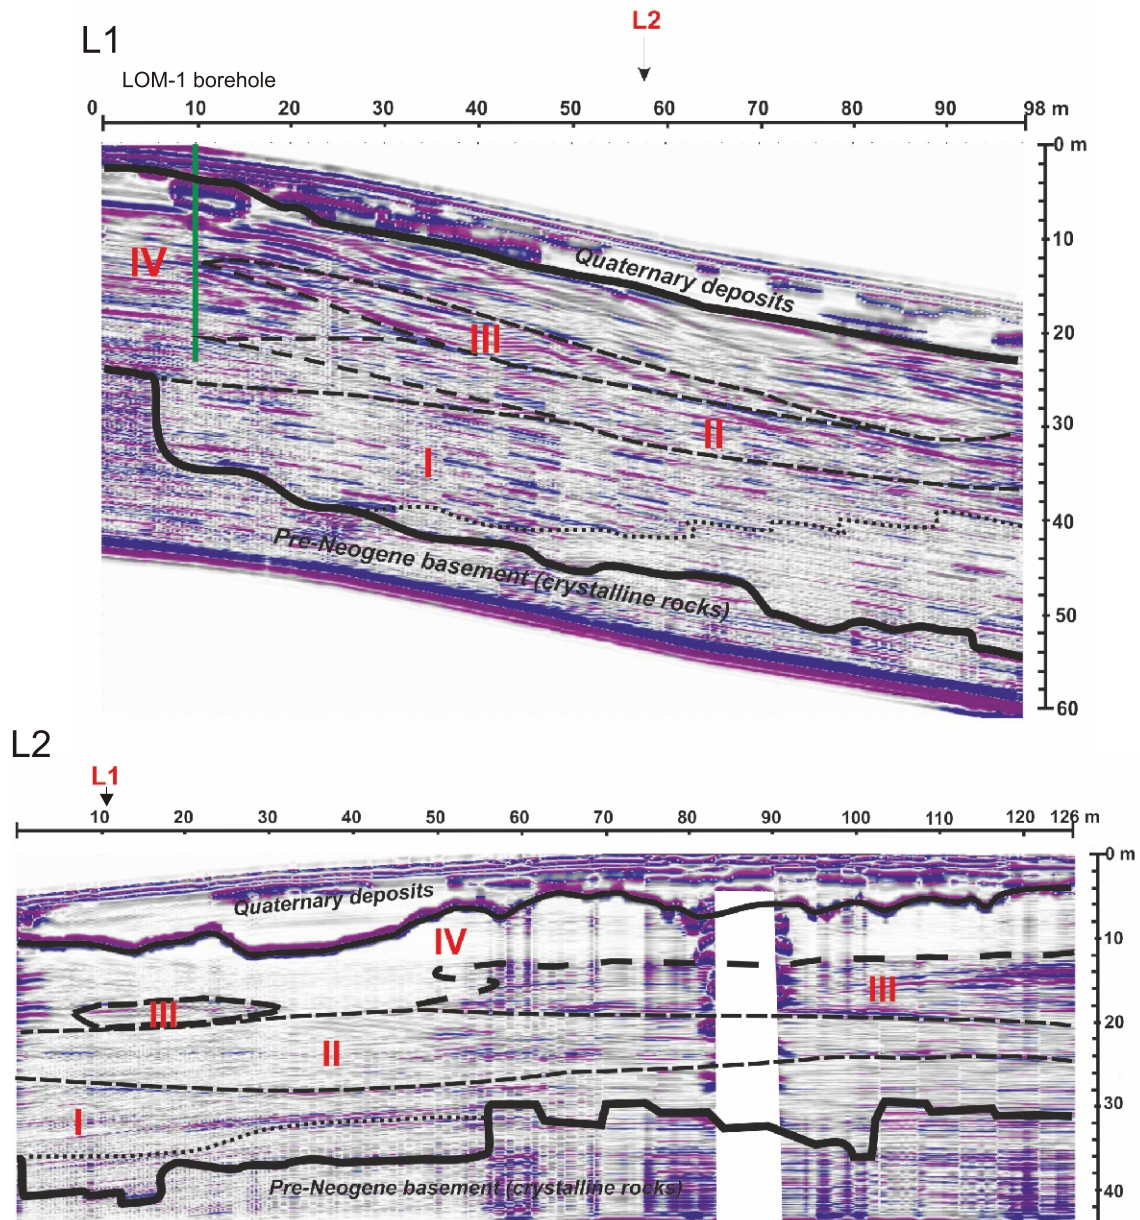 L2
L1
LOM-1 borehole
0 10 20 30 40 50 60 70 80 90 98 m
0 m
IV
10
Quaternary deposits
20
III
30
II
I
40
Pre-Neogene basement (crystalline rocks)
50
60
L2
L1
10 20 30 40 50 60 70 80 90 100 110 120 126 m
0 m
Quaternary deposits
IV
10
III
III
20
II
I
30
Pre-Neogene basement (crystalline rocks)
40